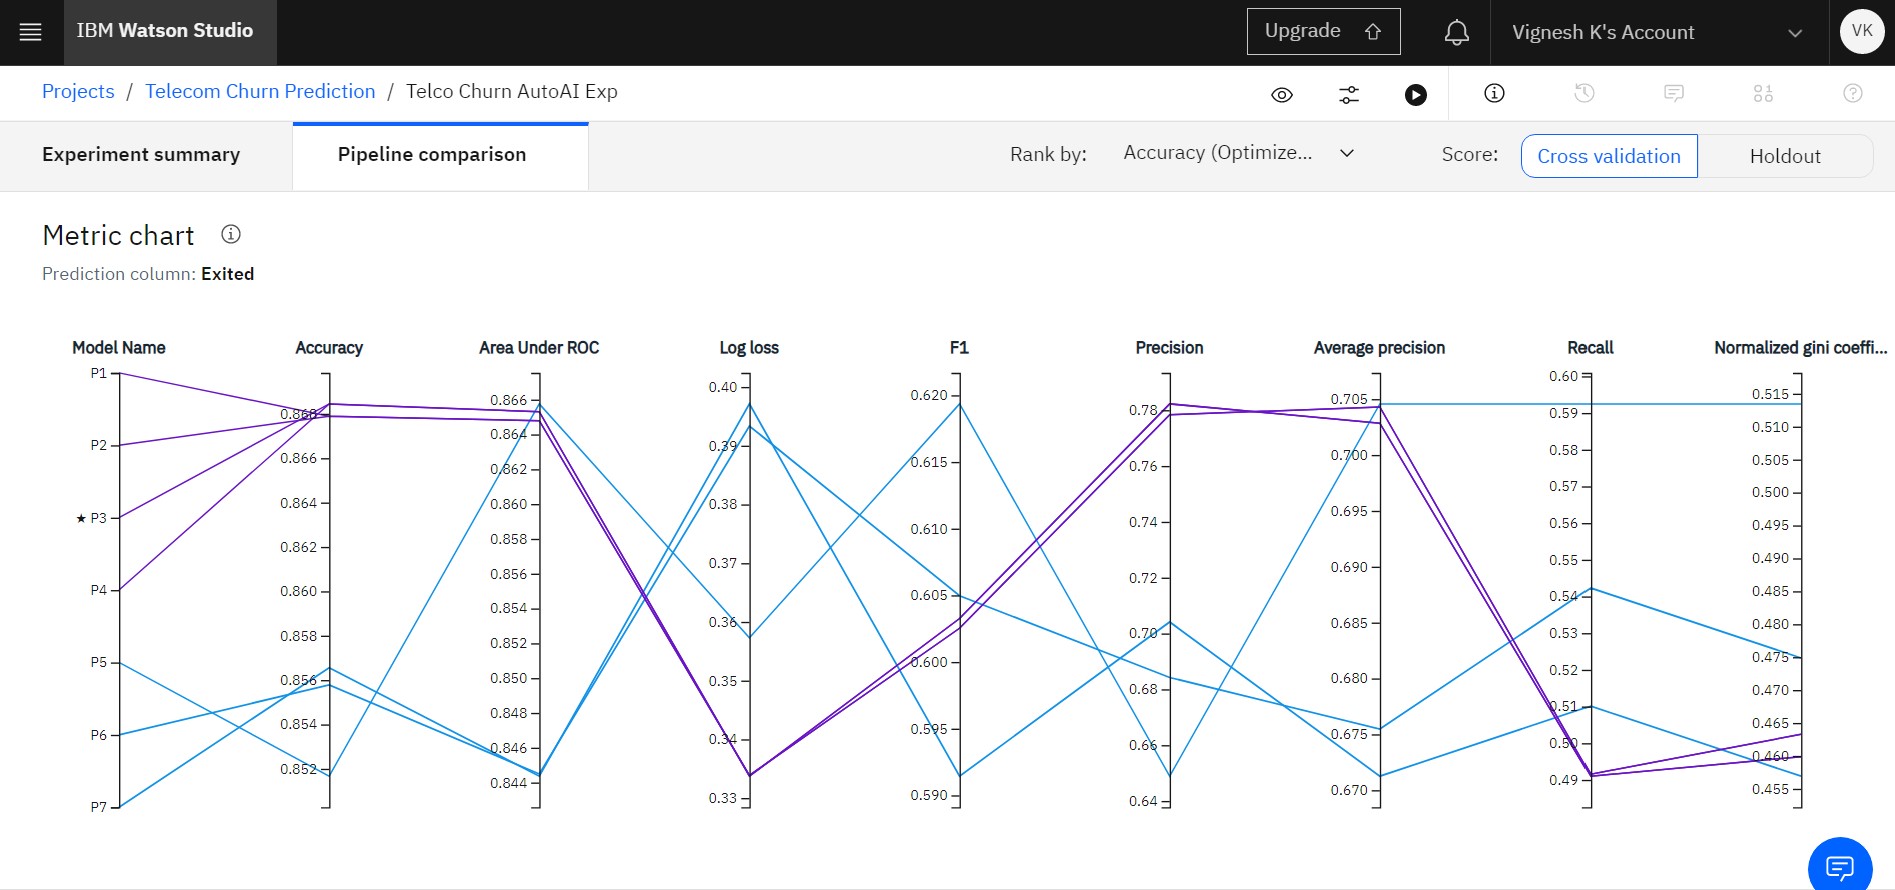 IBM Watson Studio
Upgrade
Vignesh K's Account
VK
Projects / Telecom Churn Prediction / Telco Churn AutoAI Exp
Experiment summary
Pipeline comparison
Rank by: Accuracy (Optimize...
Score: Cross validation Holdout
Metric chart
Prediction column: Exited
Model Name
P1
P2
★ P3
P4
P5
P6
P7
Accuracy
0.868
0.866
0.864
0.862
0.860
0.858
0.856
0.854
0.852
Area Under ROC
0.866
0.864
0.862
0.860
0.858
0.856
0.854
0.852
0.850
0.848
0.846
0.844
Log loss
0.40
0.39
0.38
0.37
0.36
0.35
0.34
0.33
F1
0.620
0.615
0.610
0.605
0.600
0.595
0.590
Precision
0.78
0.76
0.74
0.72
0.70
0.68
0.66
0.64
Average precision
0.705
0.700
0.695
0.690
0.685
0.680
0.675
0.670
Recall
0.60
0.59
0.58
0.57
0.56
0.55
0.54
0.53
0.52
0.51
0.50
0.49
Normalized gini coeffi...
0.515
0.510
0.505
0.500
0.495
0.490
0.485
0.480
0.475
0.470
0.465
0.460
0.455